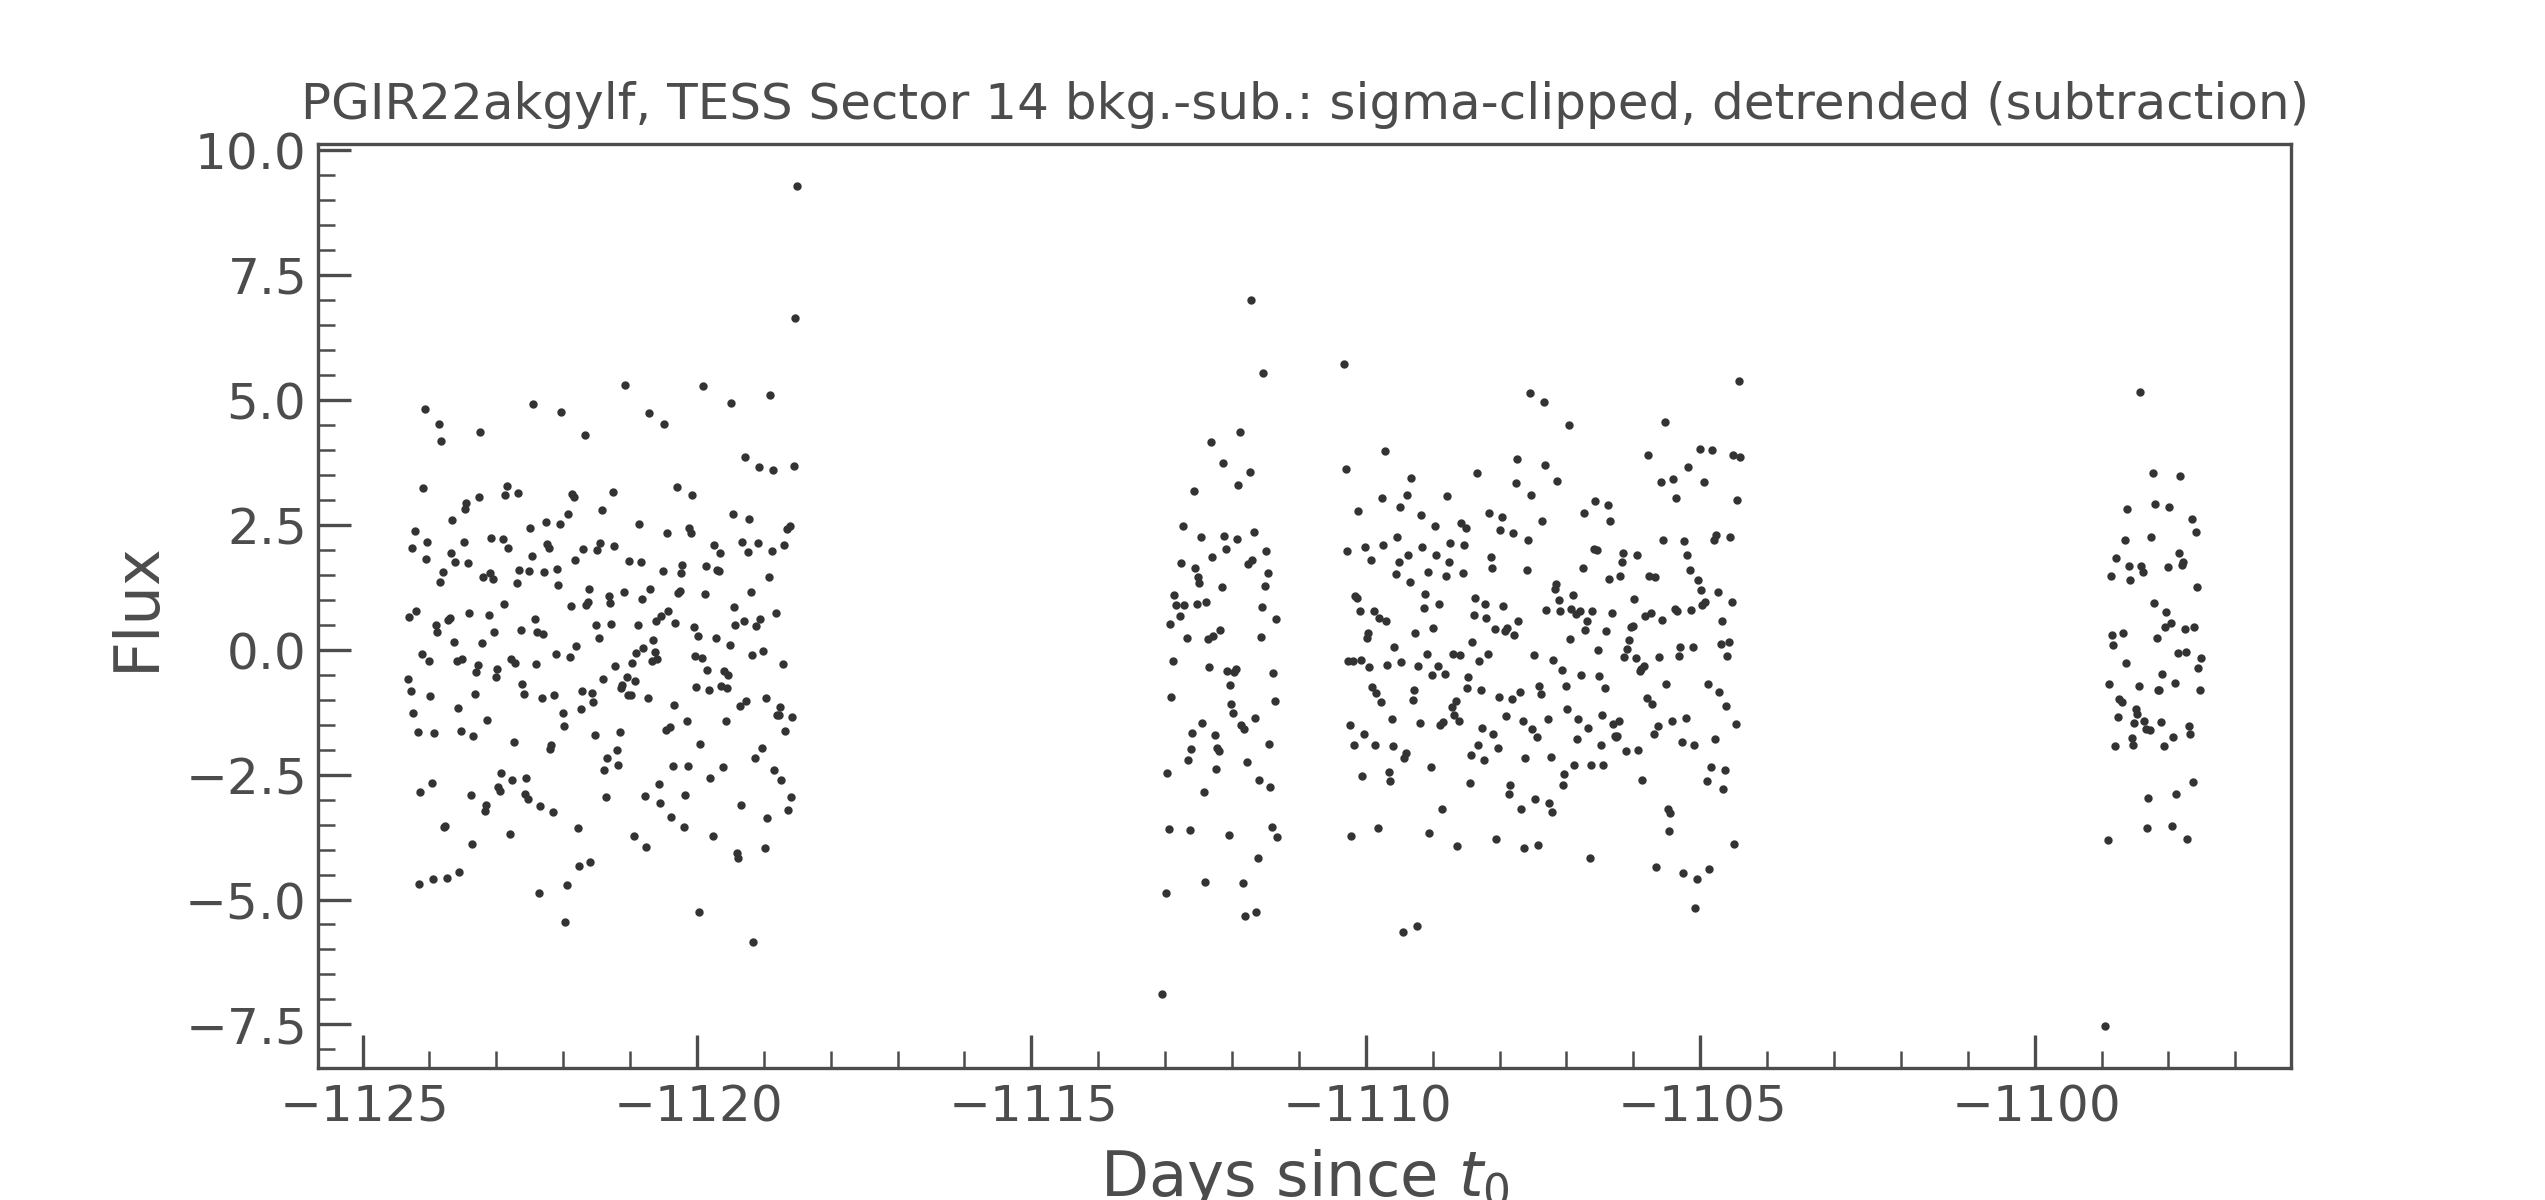 PGIR22akgylf, TESS Sector 14 bkg.-sub.: sigma-clipped, detrended (subtraction)
10.0
7.5
5.0
2.5
0.0
−2.5
−5.0
−7.5
Flux
−1125 −1120 −1115 −1110 −1105 −1100
Days since t0